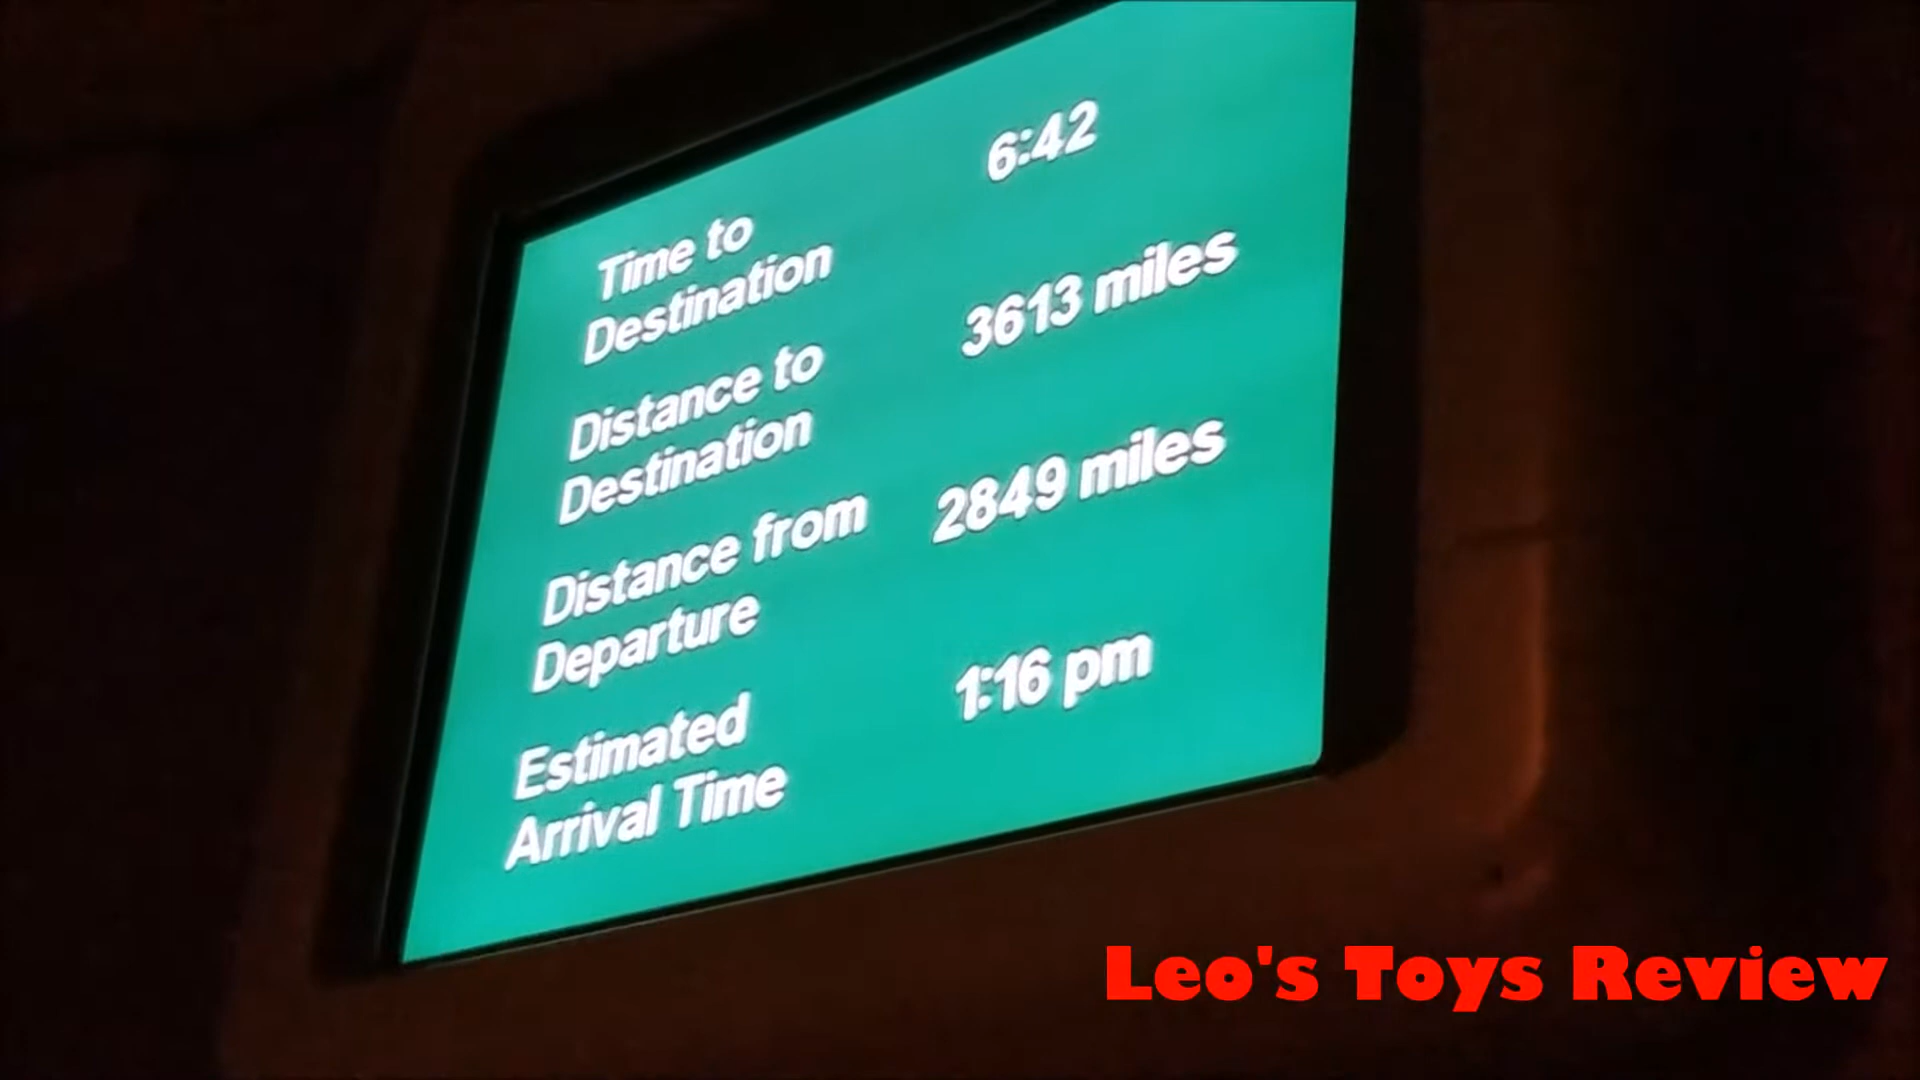 Time to
Destination
6:42
Distance to
Destination
3613 miles
Distance from
Departure
2849 miles
Estimated
Arrival Time
1:16 pm
Leo's Toys Review